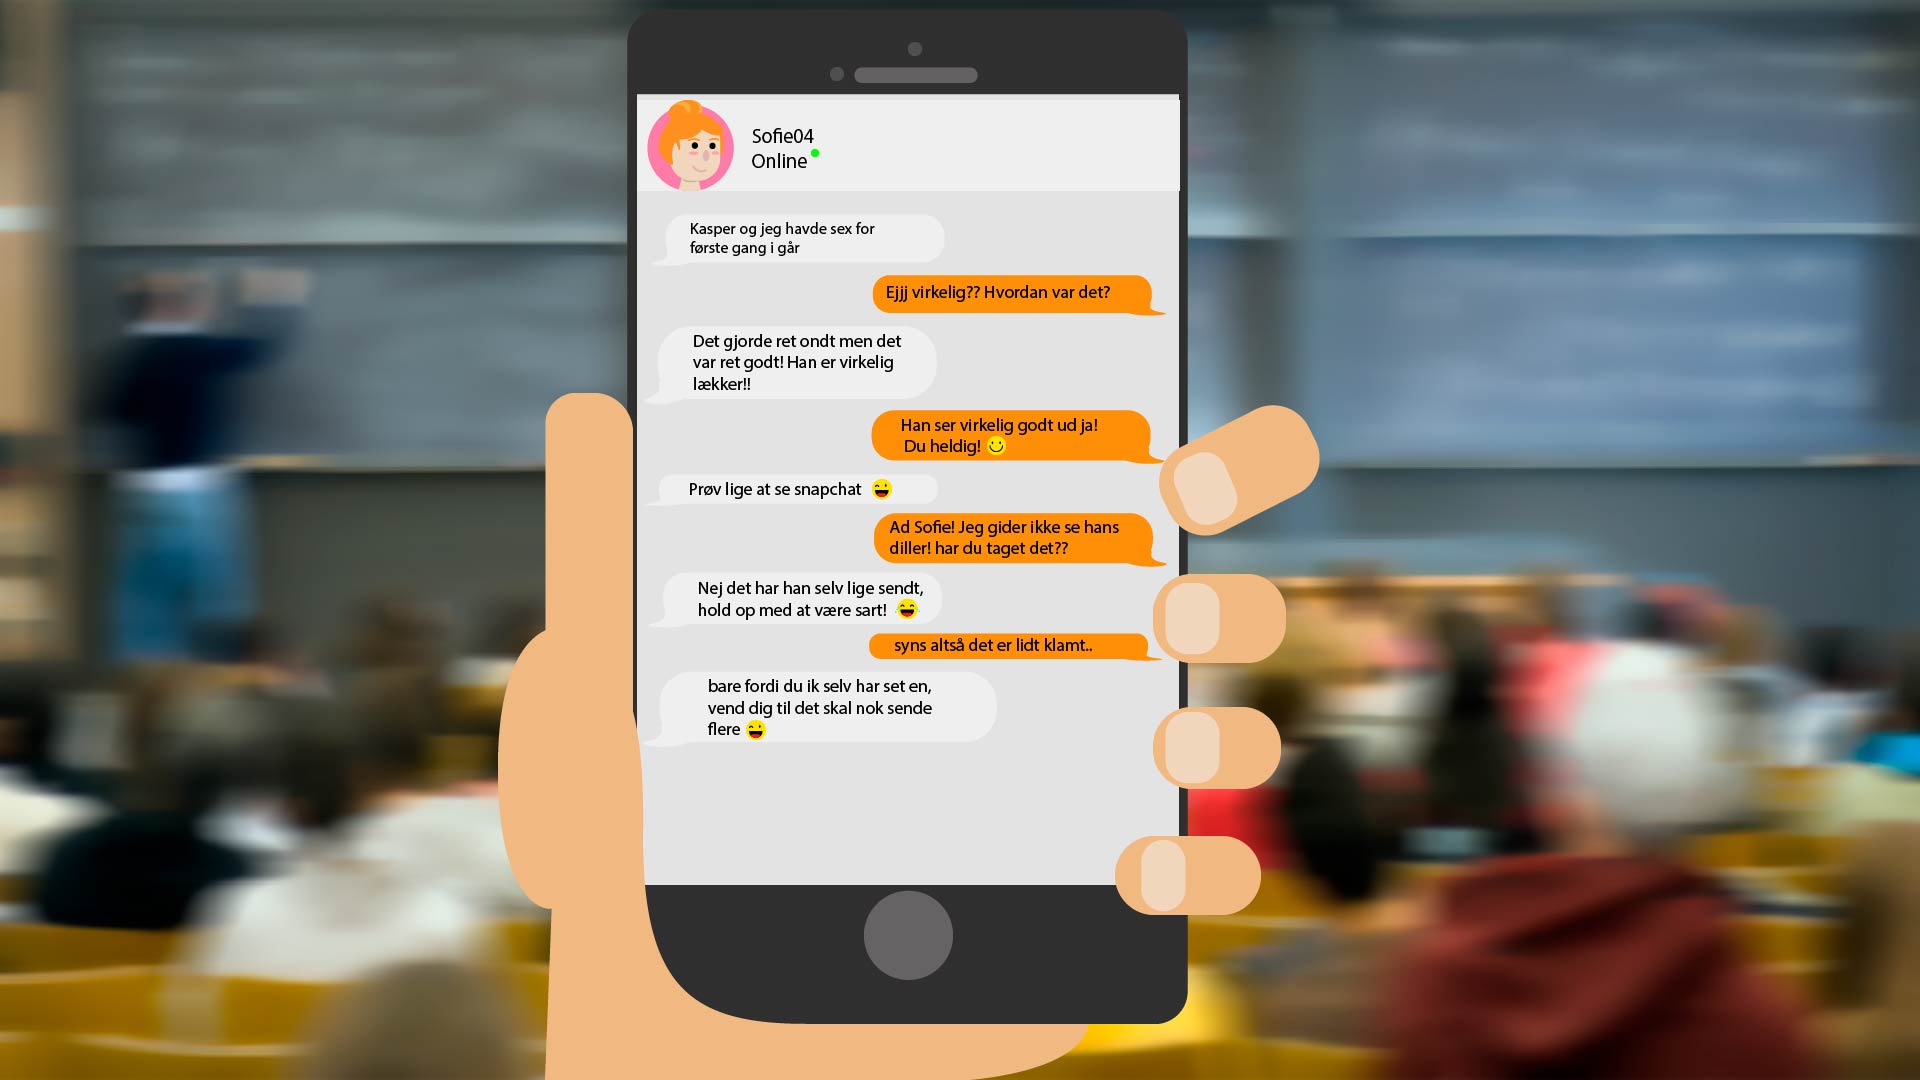 Sofie04
Online
Kasper og jeg havde sex for
første gang i går
Ejjj virkelig?? Hvordan var det?
Det gjorde ret ondt men det
var ret godt! Han er virkelig
lækker!!
Han ser virkelig godt ud ja!
Du heldig! 🙂
Prøv lige at se snapchat 😄
Ad Sofie! Jeg gider ikke se hans
diller! har du taget det??
Nej det har han selv lige sendt,
hold op med at være sart! 😂
syns altså det er lidt klamt..
bare fordi du ik selv har set en,
vend dig til det skal nok sende
flere 😄